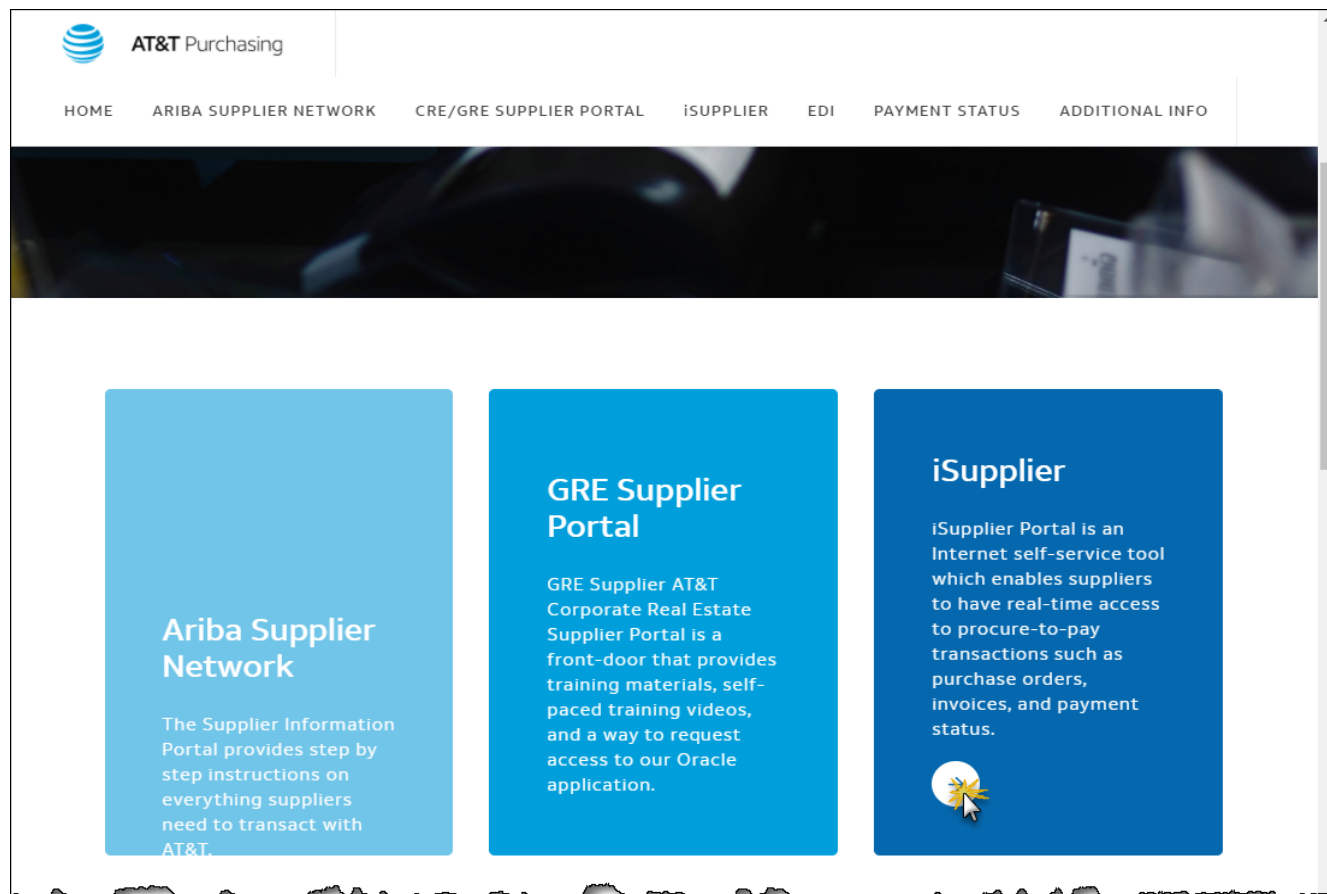 AT&T Purchasing
HOME ARIBA SUPPLIER NETWORK CRE/GRE SUPPLIER PORTAL iSUPPLIER EDI PAYMENT STATUS ADDITIONAL INFO
Ariba Supplier
Network
The Supplier Information
Portal provides step by
step instructions on
everything suppliers
need to transact with
AT&T.
GRE Supplier
Portal
GRE Supplier AT&T
Corporate Real Estate
Supplier Portal is a
front-door that provides
training materials, self-
paced training videos,
and a way to request
access to our Oracle
application.
iSupplier
iSupplier Portal is an
Internet self-service tool
which enables suppliers
to have real-time access
to procure-to-pay
transactions such as
purchase orders,
invoices, and payment
status.